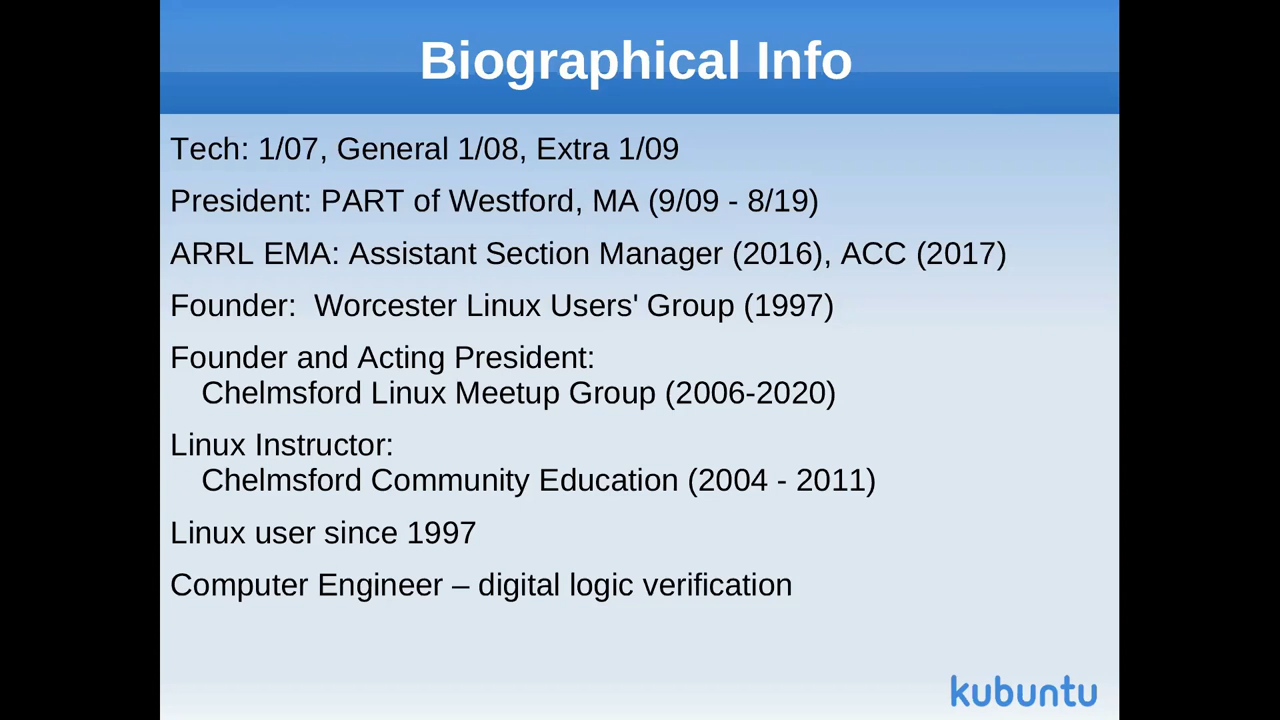 Biographical Info
Tech: 1/07, General 1/08, Extra 1/09
President: PART of Westford, MA (9/09 - 8/19)
ARRL EMA: Assistant Section Manager (2016), ACC (2017)
Founder:  Worcester Linux Users' Group (1997)
Founder and Acting President:
Chelmsford Linux Meetup Group (2006-2020)
Linux Instructor:
Chelmsford Community Education (2004 - 2011)
Linux user since 1997
Computer Engineer – digital logic verification
kubuntu